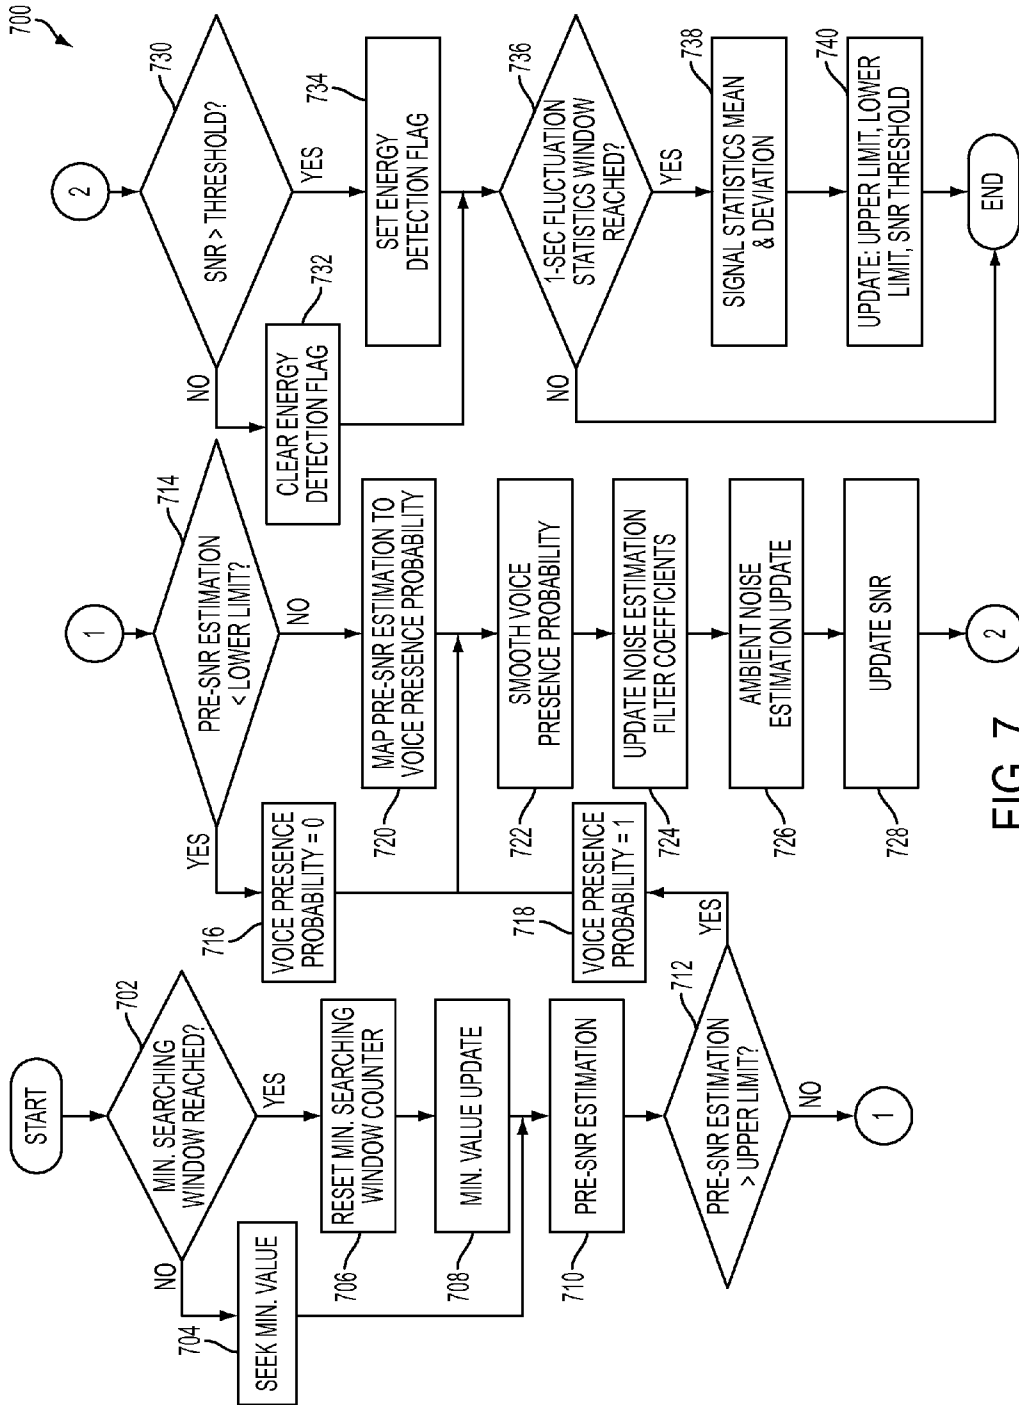 700
START
MIN. SEARCHING
WINDOW REACHED?
702
NO
YES
SEEK MIN. VALUE
704
RESET MIN. SEARCHING
WINDOW COUNTER
706
MIN. VALUE UPDATE
708
PRE-SNR ESTIMATION
710
PRE-SNR ESTIMATION
> UPPER LIMIT?
712
YES
NO
1
1
PRE-SNR ESTIMATION
< LOWER LIMIT?
714
YES
NO
VOICE PRESENCE
PROBABILITY = 0
716
VOICE PRESENCE
PROBABILITY = 1
718
MAP PRE-SNR ESTIMATION TO
VOICE PRESENCE PROBABILITY
720
SMOOTH VOICE
PRESENCE PROBABILITY
722
UPDATE NOISE ESTIMATION
FILTER COEFFICIENTS
724
AMBIENT NOISE
ESTIMATION UPDATE
726
UPDATE SNR
728
2
2
SNR > THRESHOLD?
730
NO
YES
CLEAR ENERGY
DETECTION FLAG
732
SET ENERGY
DETECTION FLAG
734
1-SEC FLUCTUATION
STATISTICS WINDOW
REACHED?
736
NO
YES
SIGNAL STATISTICS MEAN
& DEVIATION
738
UPDATE: UPPER LIMIT, LOWER
LIMIT, SNR THRESHOLD
740
END
FIG. 7